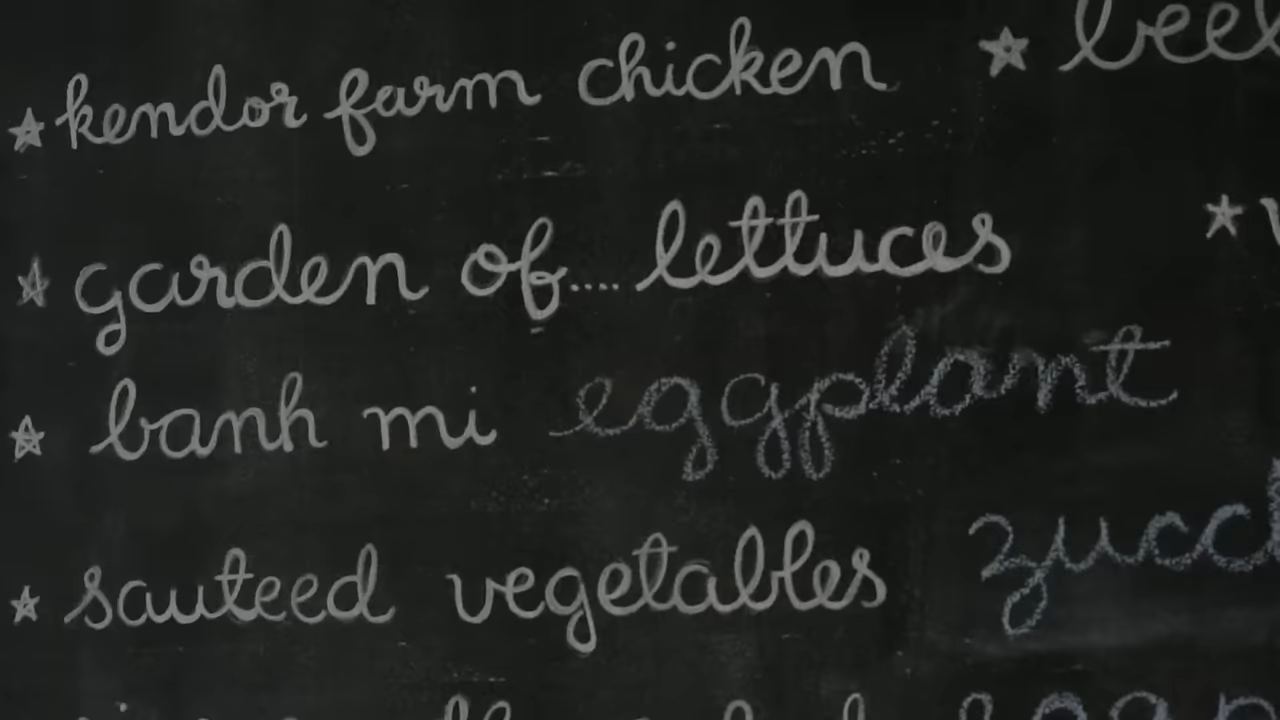 kendor farm chicken
garden of.... lettuces
banh mi eggplant
sauteed vegetables